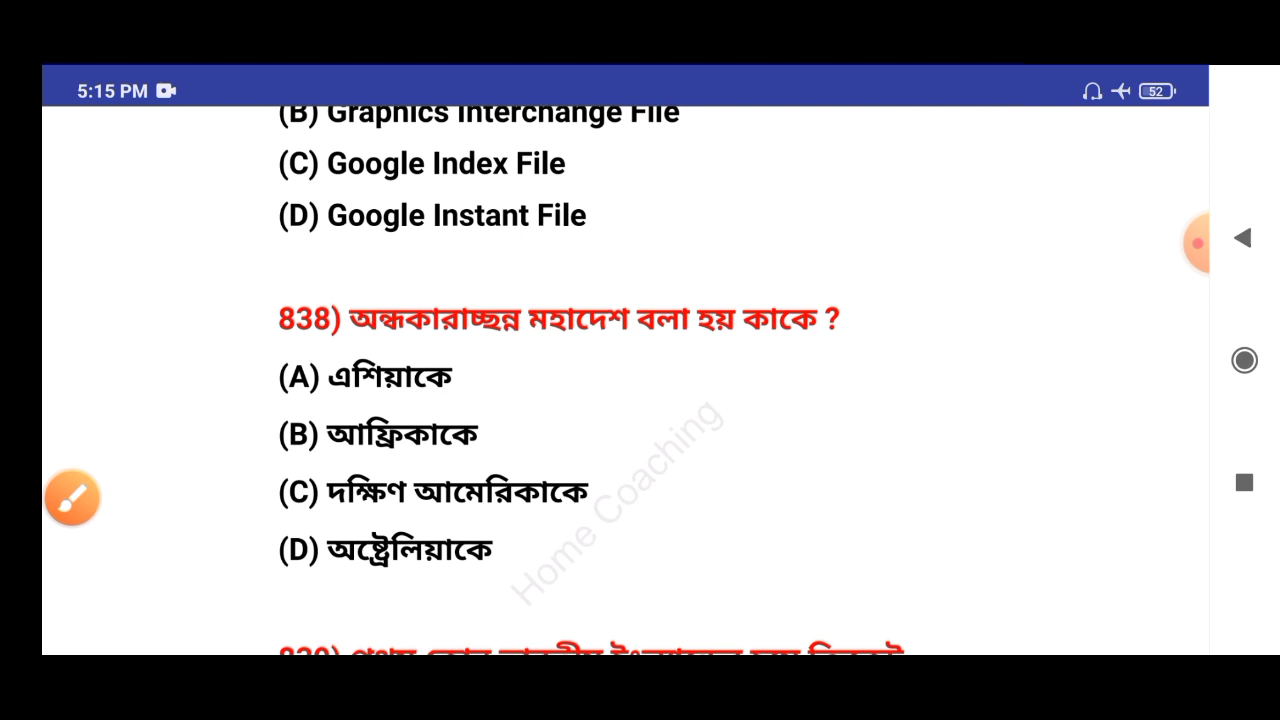 5:15 PM
52
(B) Graphics Interchange File
(C) Google Index File
(D) Google Instant File
838) অন্ধকারাচ্ছন্ন মহাদেশ বলা হয় কাকে ?
(A) এশিয়াকে
(B) আফ্রিকাকে
(C) দক্ষিণ আমেরিকাকে
(D) অষ্ট্রেলিয়াকে
Home Coaching